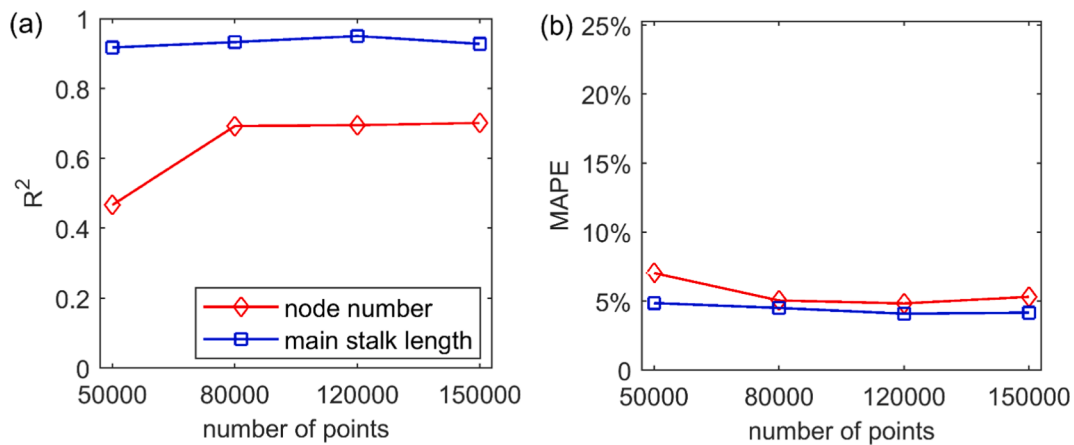 (a)
1
0.8
0.6
0.4
0.2
0
R²
node number
main stalk length
50000 80000 120000 150000
number of points
(b)
25%
20%
15%
10%
5%
0
MAPE
50000 80000 120000 150000
number of points